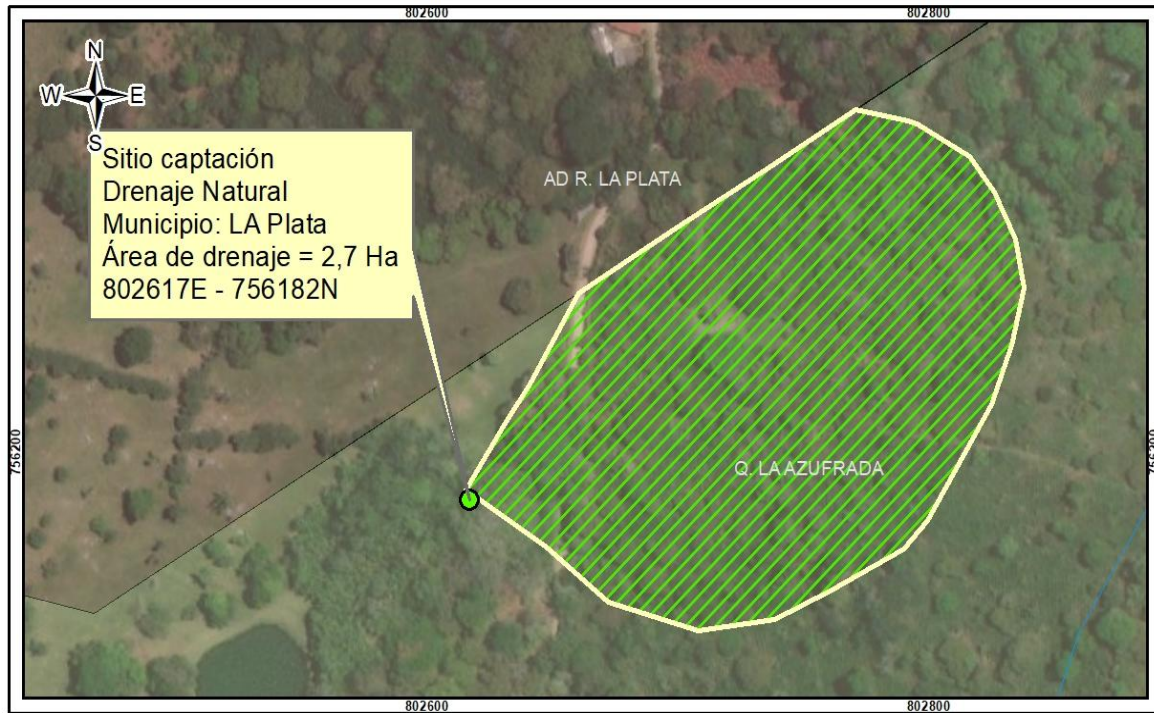 802600
802800
N
W
E
S
Sitio captación
Drenaje Natural
Municipio: LA Plata
Área de drenaje = 2,7 Ha
802617E - 756182N
AD R. LA PLATA
756200
756200
Q. LA AZUFRADA
802600
802800